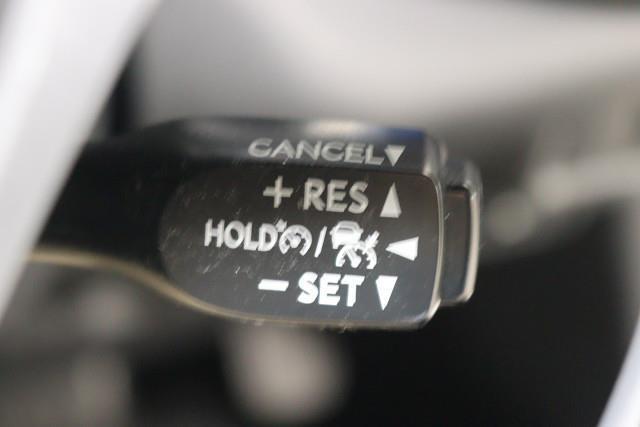 CANCEL▼
+ RES ▲
HOLD / ◀
− SET ▼